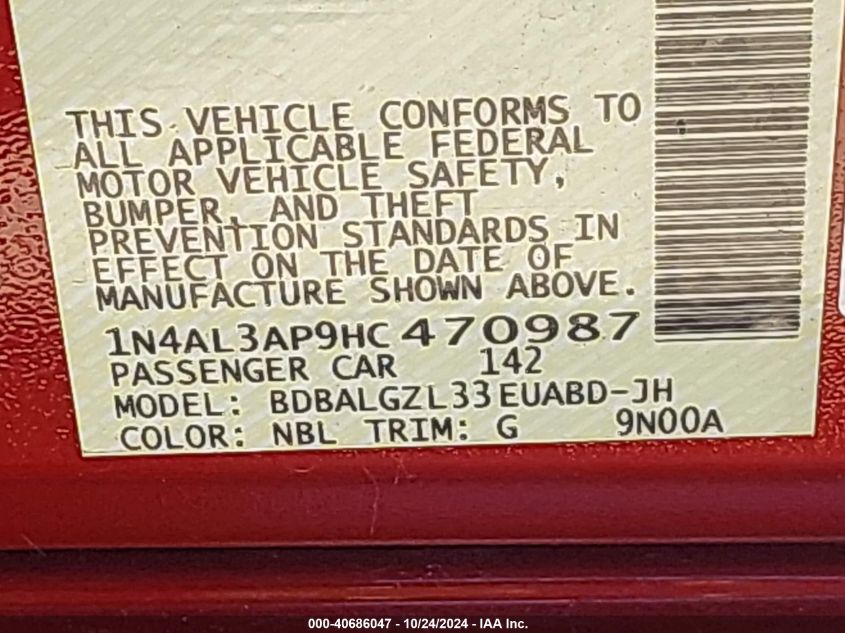 THIS VEHICLE CONFORMS TO
ALL APPLICABLE FEDERAL
MOTOR VEHICLE SAFETY,
BUMPER, AND THEFT
PREVENTION STANDARDS IN
EFFECT ON THE DATE OF
MANUFACTURE SHOWN ABOVE.
1N4AL3AP9HC470987
PASSENGER CAR 142
MODEL: BDBALGZL33EUABD-JH
COLOR: NBL TRIM: G 9N00A
000-40686047 - 10/24/2024 - IAA Inc.